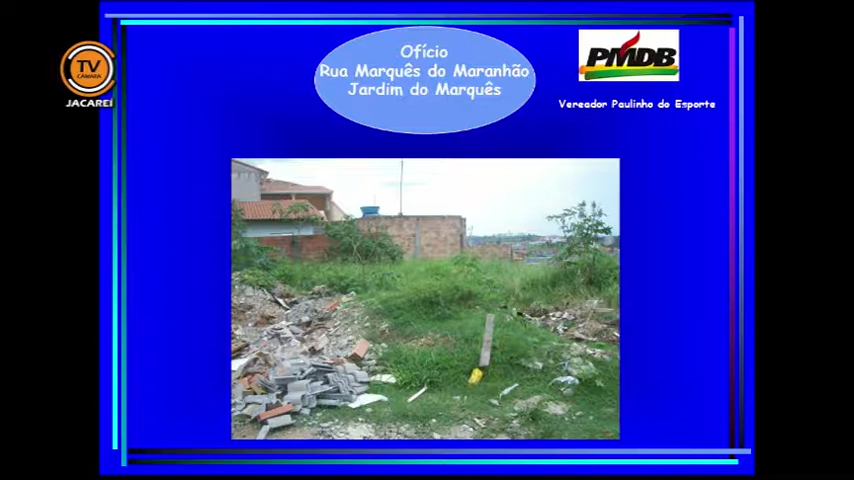 TV
CÂMARA
JACAREÍ
Ofício
Rua Marquês do Maranhão
Jardim do Marquês
PMDB
Vereador Paulinho do Esporte